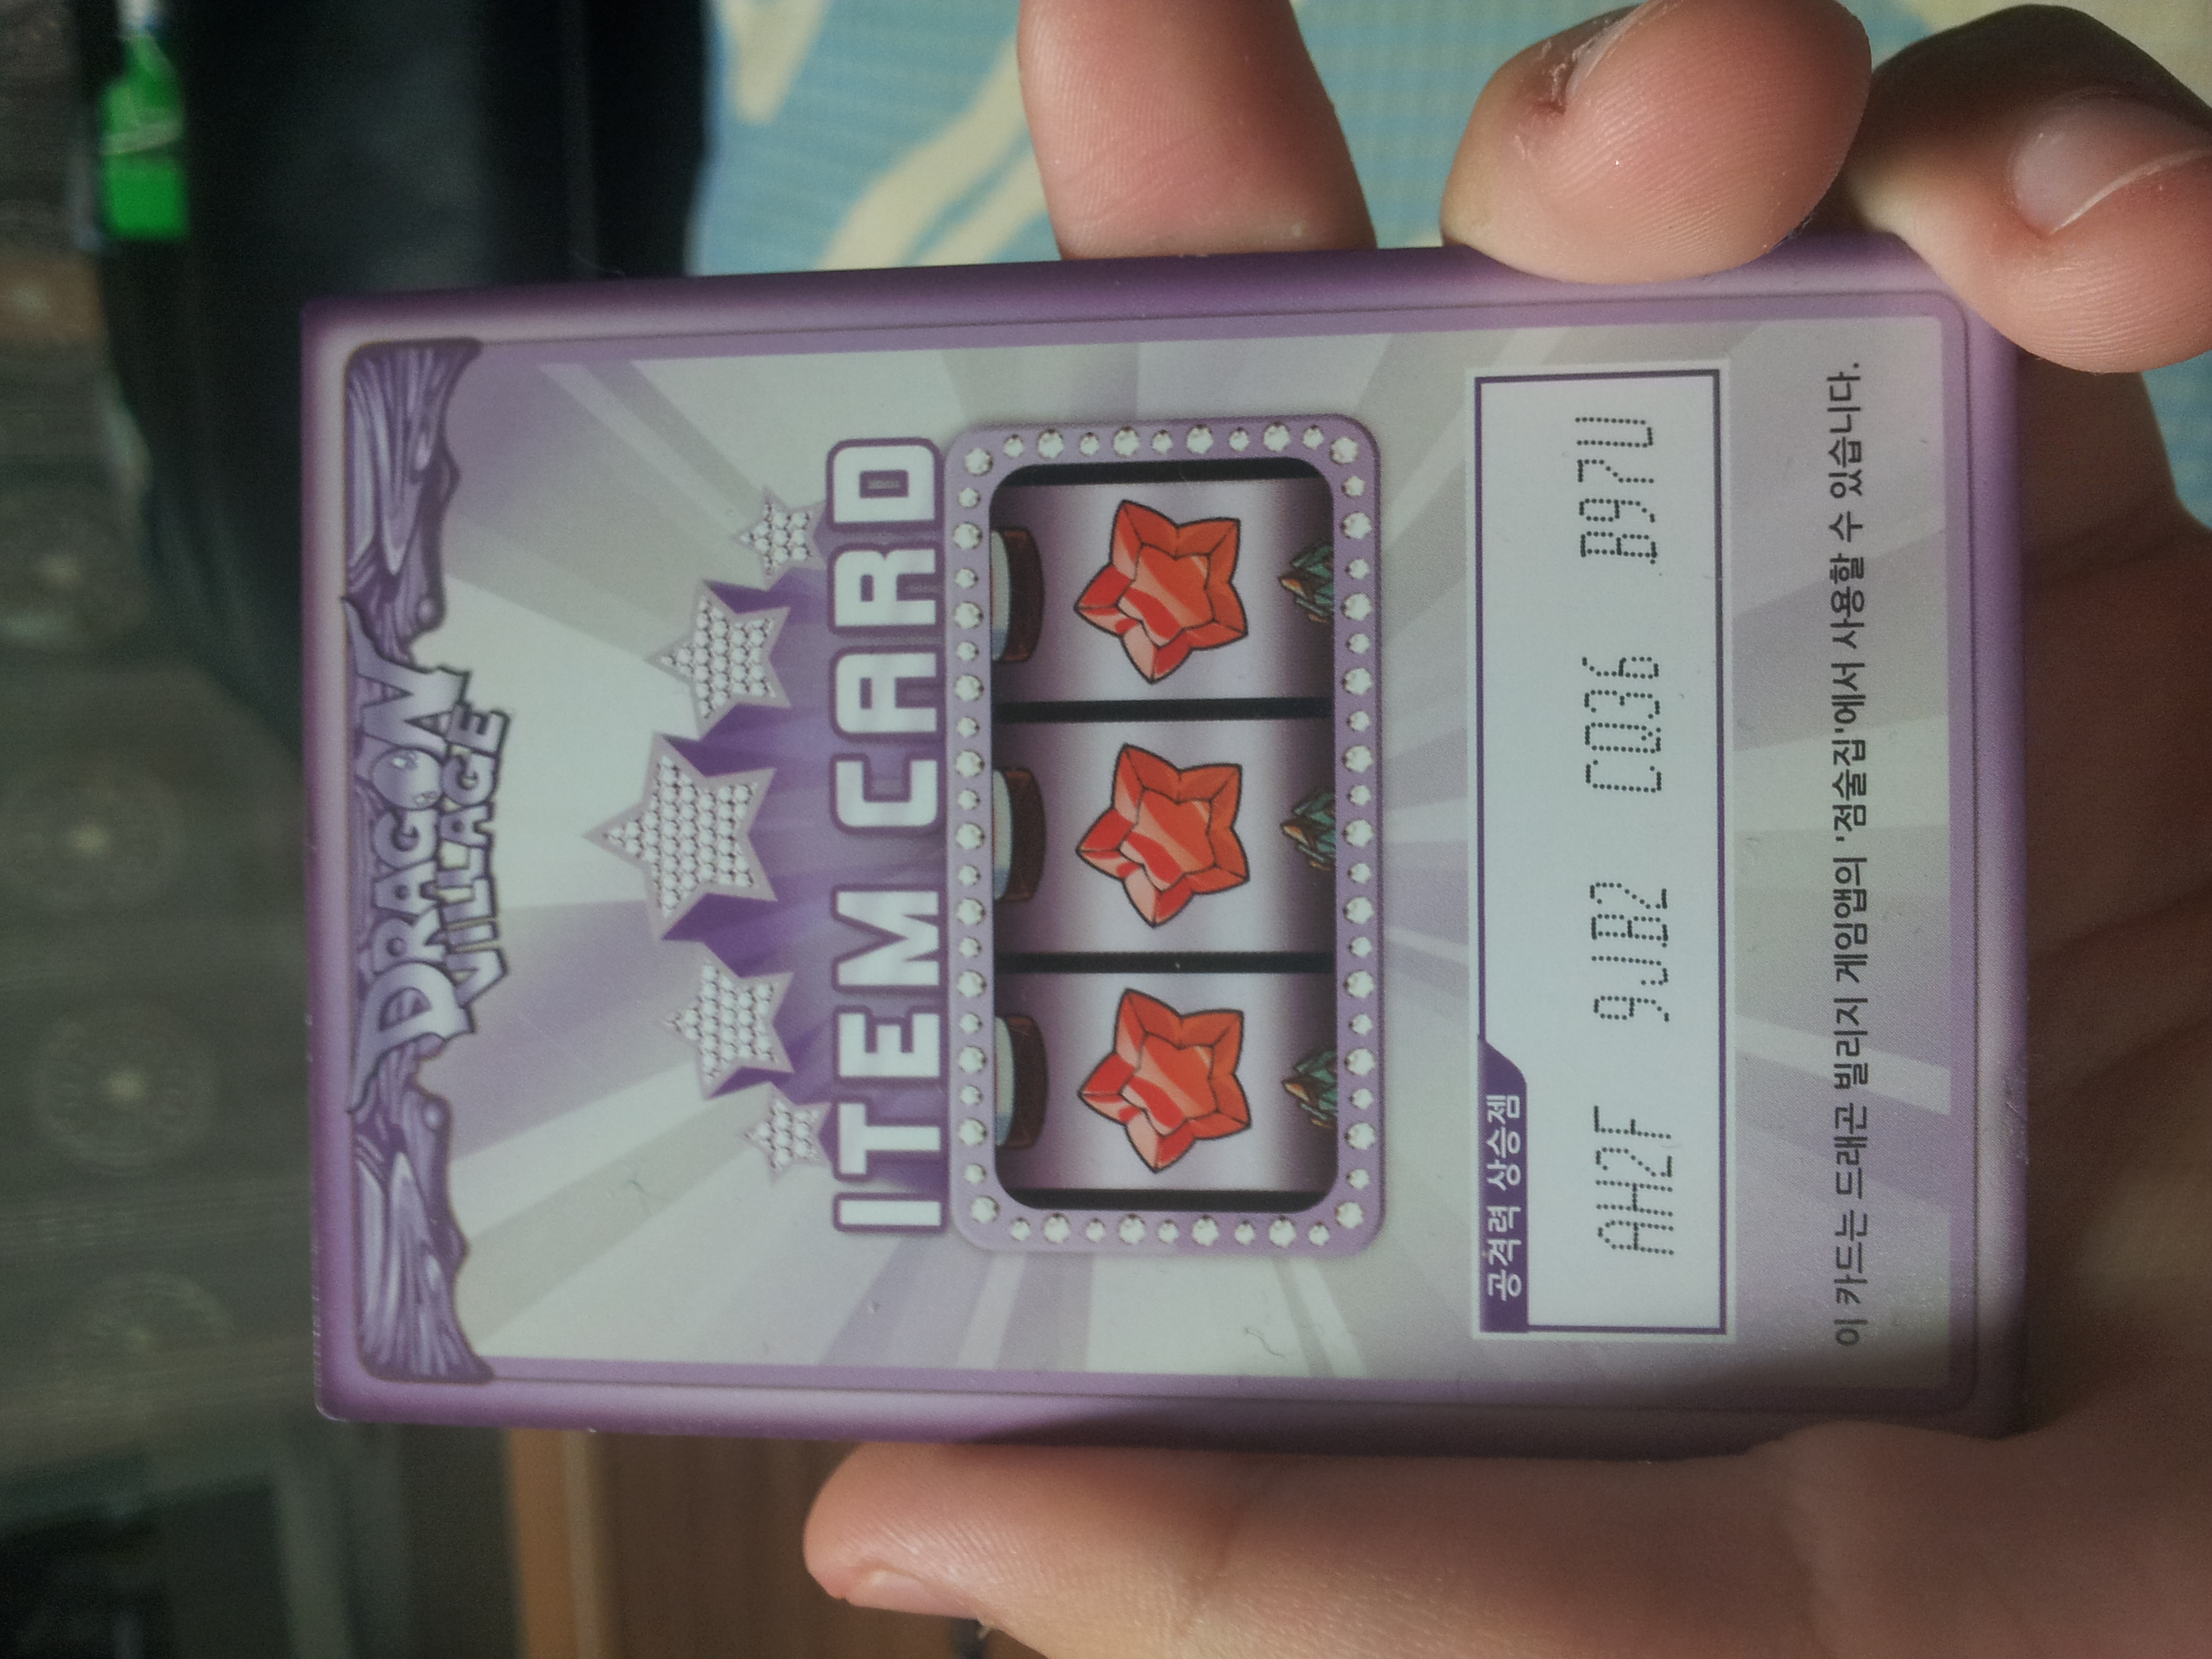 DRAGON
VILLAGE
ITEM CARD
공격력 상승젬
AH2F 9JB2 CQ36 B97U
이 카드는 드래곤 빌리지 게임앱의 '점술집'에서 사용할 수 있습니다.